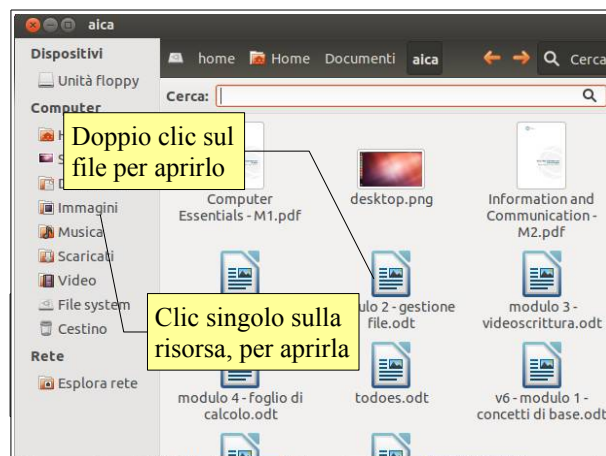 aica
Dispositivi
Unità floppy
Computer
Immagini
Musica
Scaricati
Video
File system
Cestino
Rete
Esplora rete
home Home Documenti aica Cerca
Cerca:
Doppio clic sul
file per aprirlo
Computer
Essentials - M1.pdf
desktop.png
Information and
Communication -
M2.pdf
Clic singolo sulla
risorsa, per aprirla
2 - gestione
file.odt
modulo 3 -
videoscrittura.odt
modulo 4 - foglio di
calcolo.odt
todoes.odt
v6 - modulo 1 -
concetti di base.odt